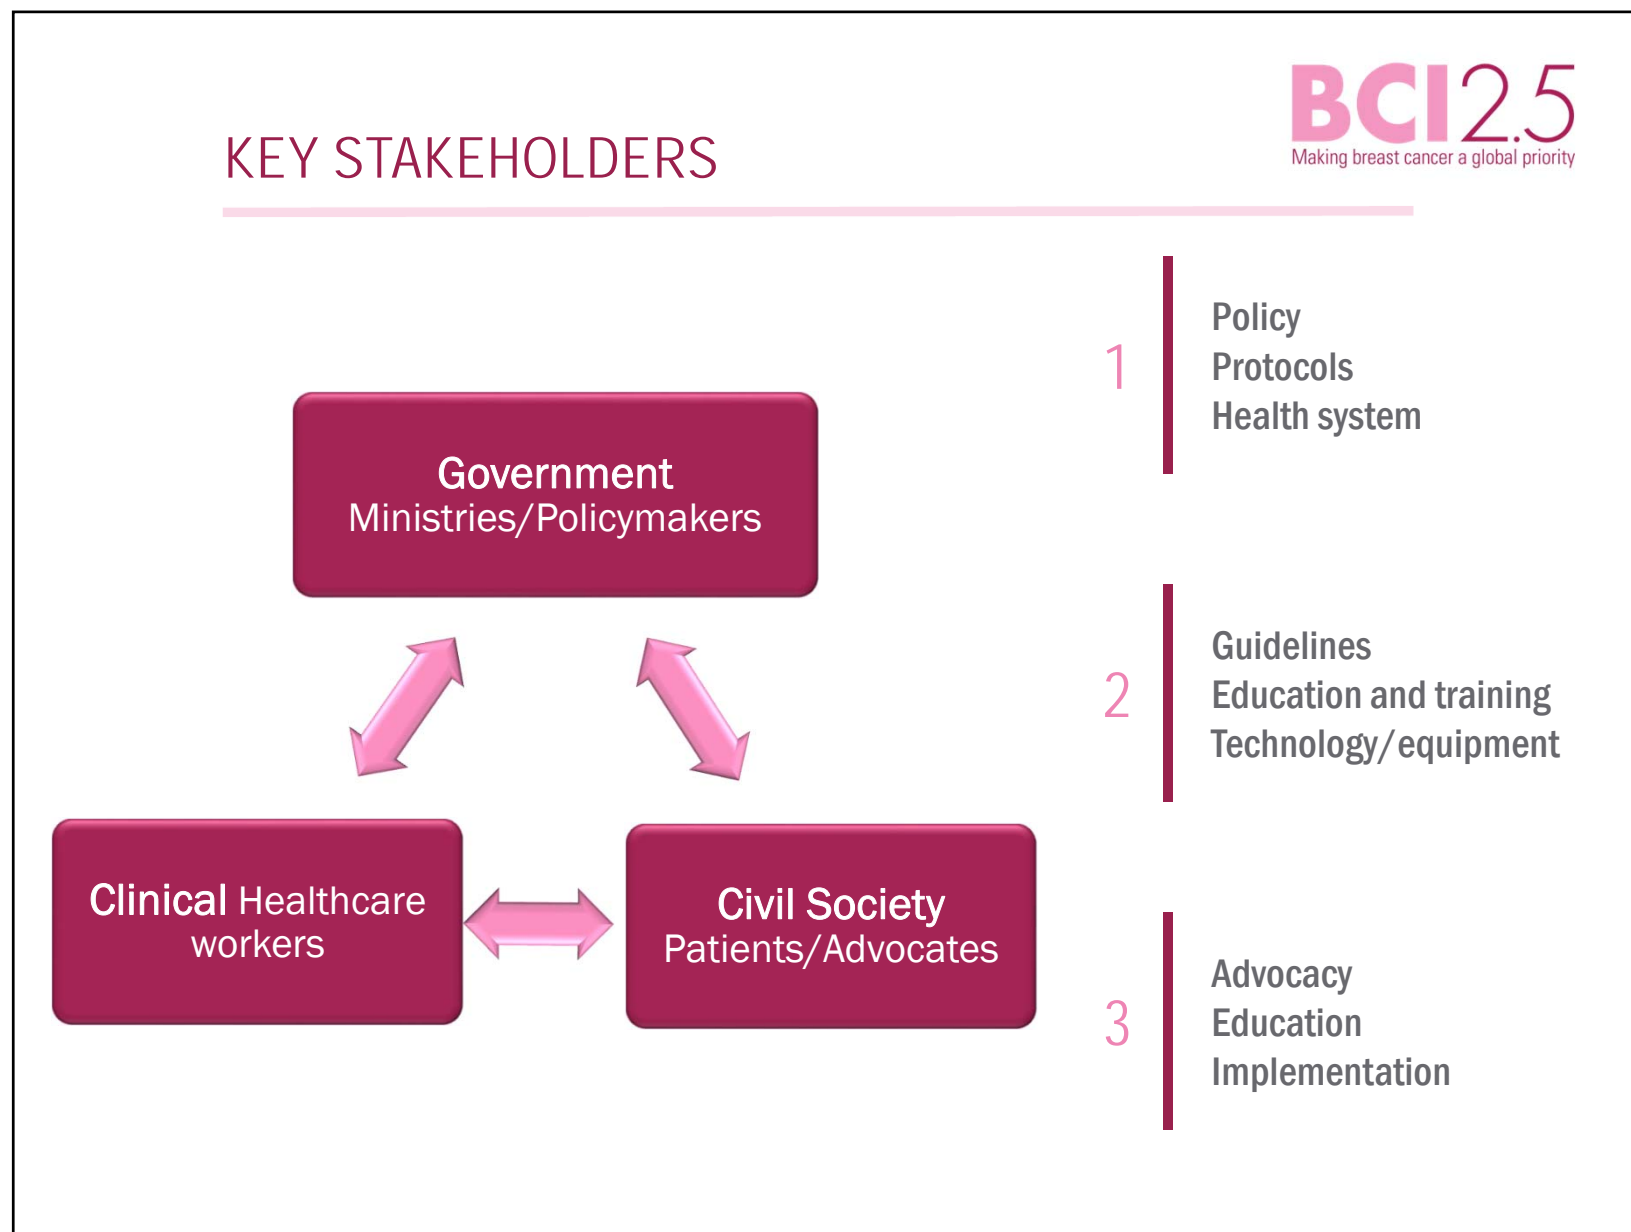 BCI2.5
Making breast cancer a global priority
KEY STAKEHOLDERS
Government
Ministries/Policymakers
Clinical Healthcare
workers
Civil Society
Patients/Advocates
1
Policy
Protocols
Health system
2
Guidelines
Education and training
Technology/equipment
3
Advocacy
Education
Implementation